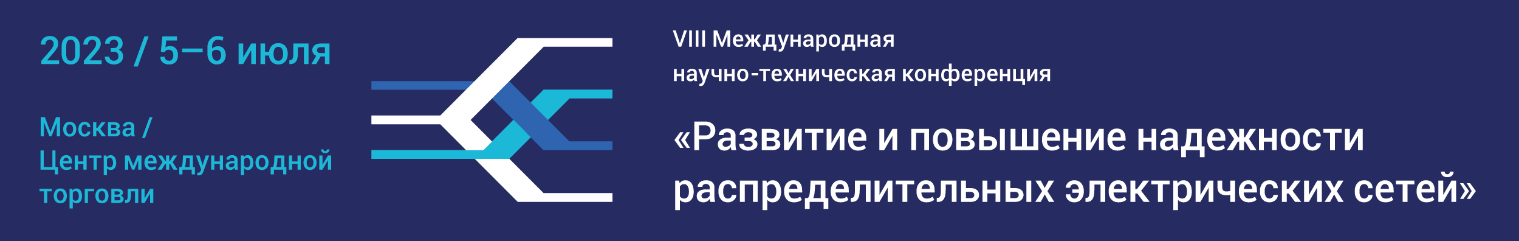 2023 / 5–6 июля
Москва /
Центр международной
торговли
VIII Международная
научно-техническая конференция
«Развитие и повышение надежности
распределительных электрических сетей»